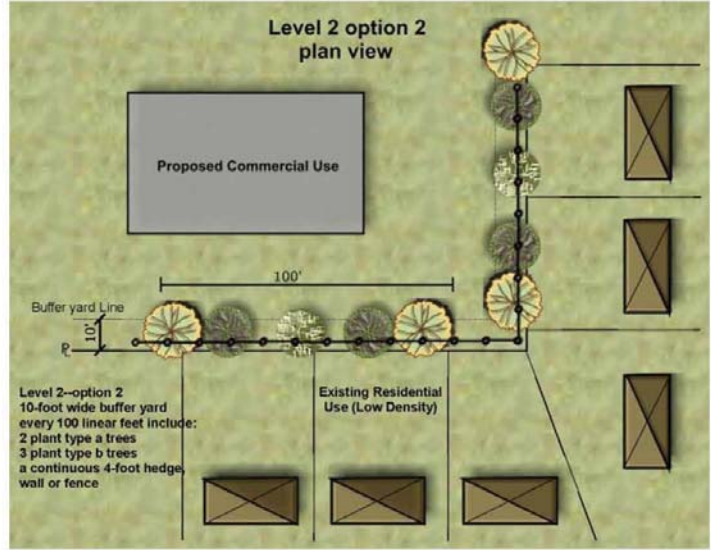 Level 2 option 2
plan view
Proposed Commercial Use
100'
Buffer yard Line
10'
PL
Level 2--option 2
10-foot wide buffer yard
every 100 linear feet include:
2 plant type a trees
3 plant type b trees
a continuous 4-foot hedge,
wall or fence
Existing Residential
Use (Low Density)